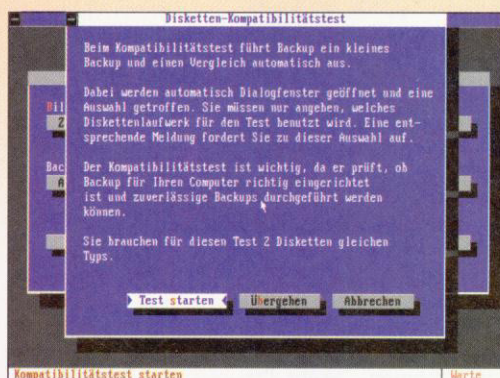 Disketten-Kompatibilitätstest
Beim Kompatibilitätstest führt Backup ein kleines
Backup und einen Vergleich automatisch aus.
Dabei werden automatisch Dialogfenster geöffnet und eine
Auswahl getroffen. Sie müssen nur angeben, welches
Diskettenlaufwerk für den Test benutzt wird. Eine ent-
sprechende Meldung fordert Sie zu dieser Auswahl auf.
Der Kompatibilitätstest ist wichtig, da er prüft, ob
Backup für Ihren Computer richtig eingerichtet
ist und zuverlässige Backups durchgeführt werden
können.
Sie brauchen für diesen Test 2 Disketten gleichen
Typs.
Test starten Übergehen Abbrechen
Bil
2
Bac
A
Kompatibilitätstest starten Werte